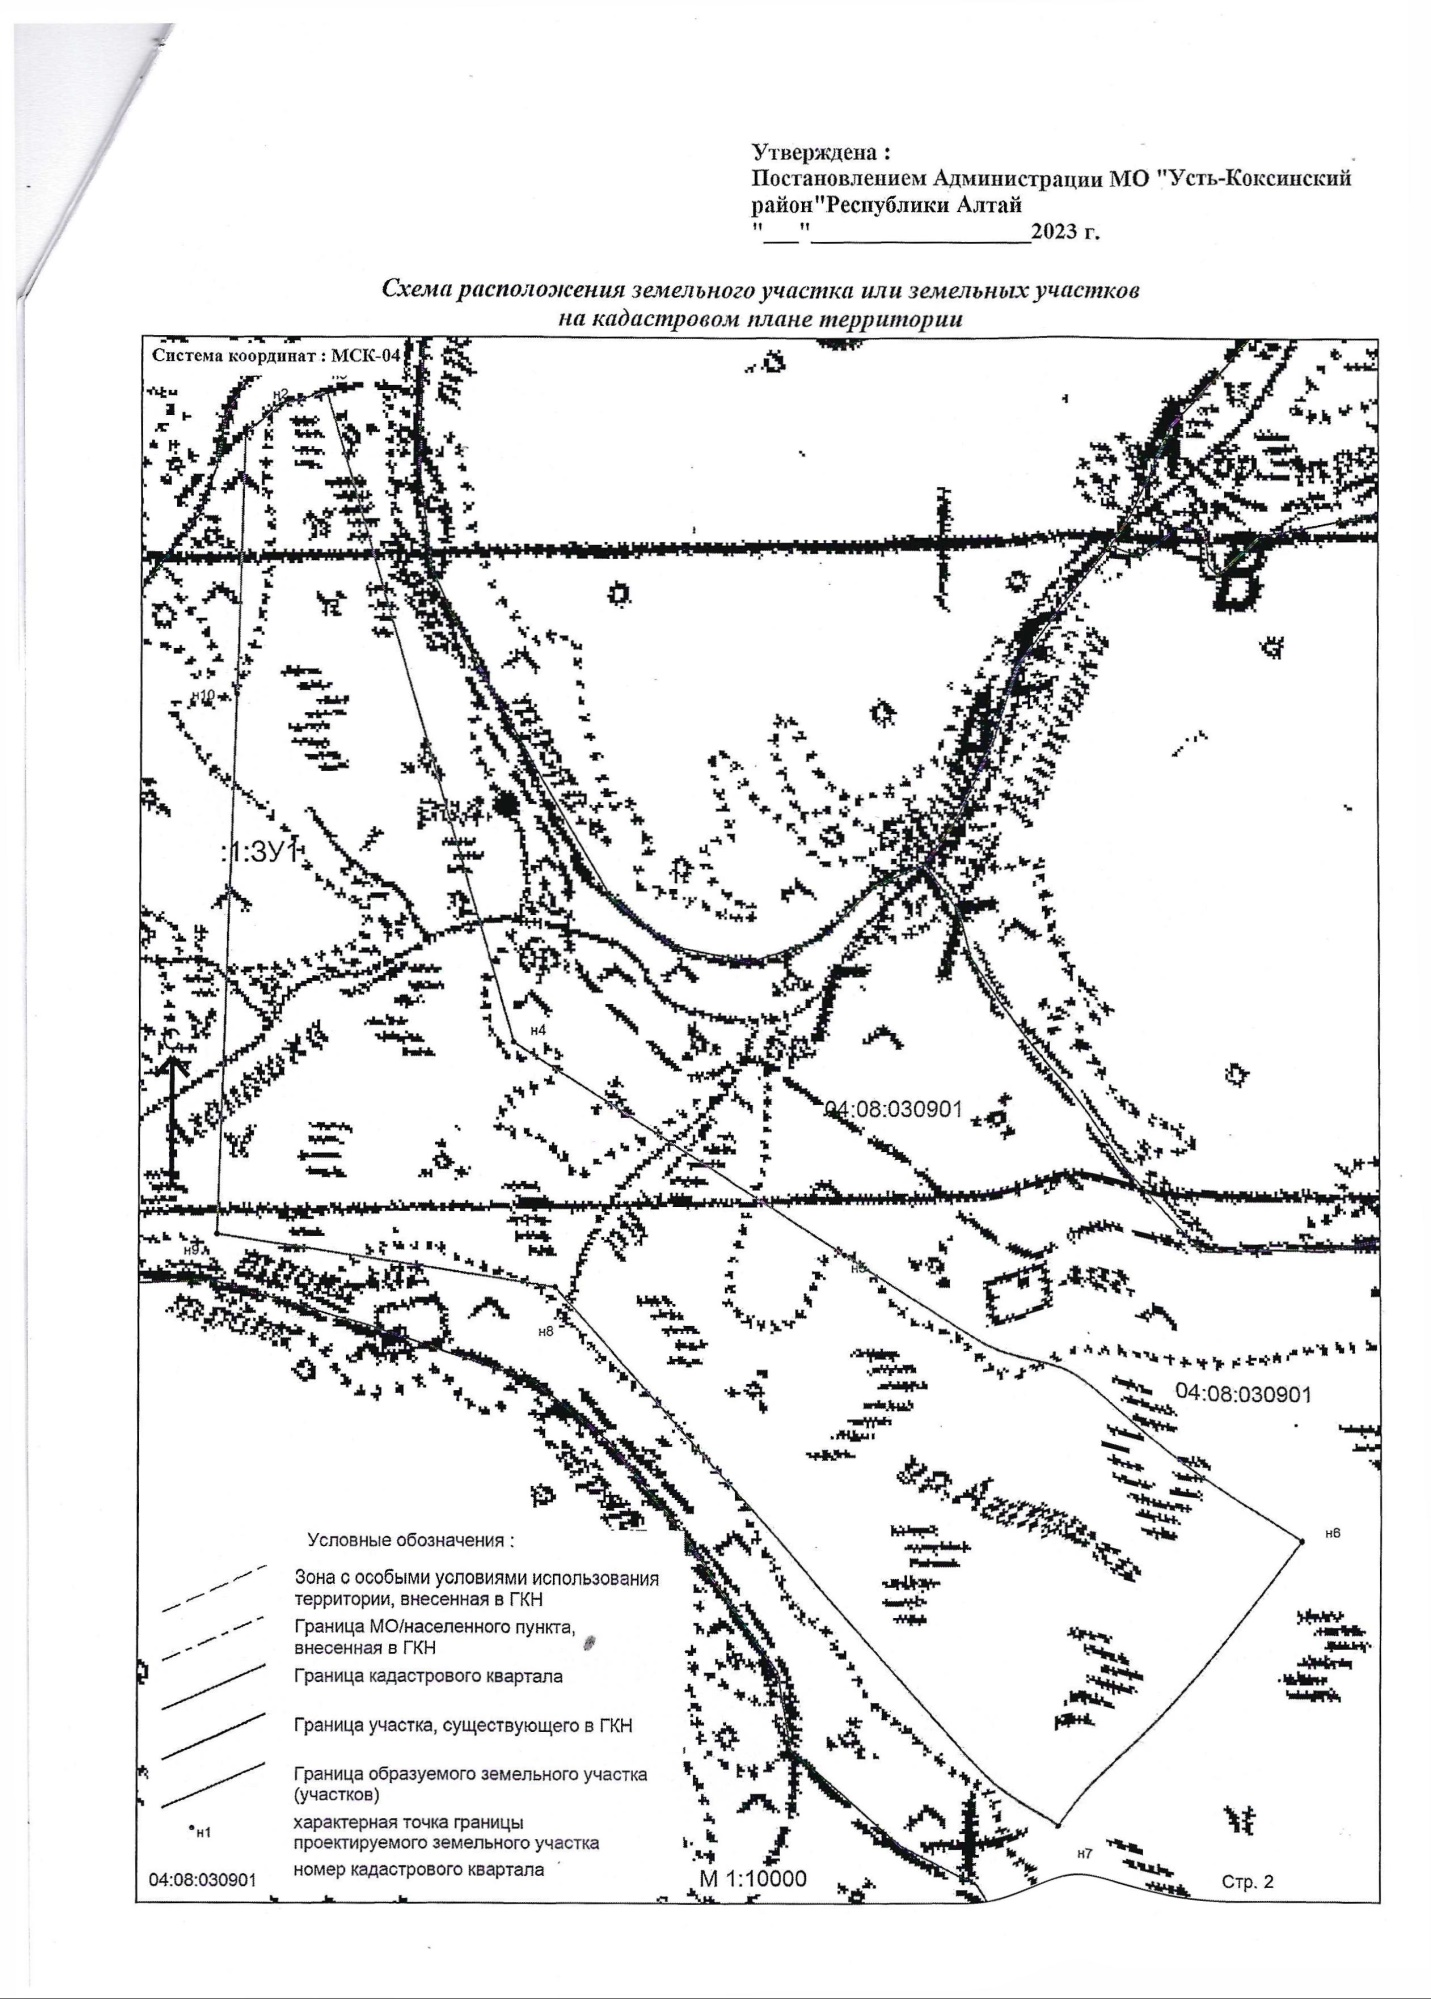 Утверждена :
Постановлением Администрации МО "Усть-Коксинский
район"Республики Алтай
"___"____________________2023 г.
Схема расположения земельного участка или земельных участков
на кадастровом плане территории
Система координат : МСК-04
н2
н10
:1:ЗУ1
н4
04:08:030901
н9
н8
04:08:030901
н6
Условные обозначения :
Зона с особыми условиями использования
территории, внесенная в ГКН
Граница МО/населенного пункта,
внесенная в ГКН
Граница кадастрового квартала
Граница участка, существующего в ГКН
Граница образуемого земельного участка
(участков)
н1
характерная точка границы
проектируемого земельного участка
04:08:030901
номер кадастрового квартала
М 1:10000
н7
Стр. 2